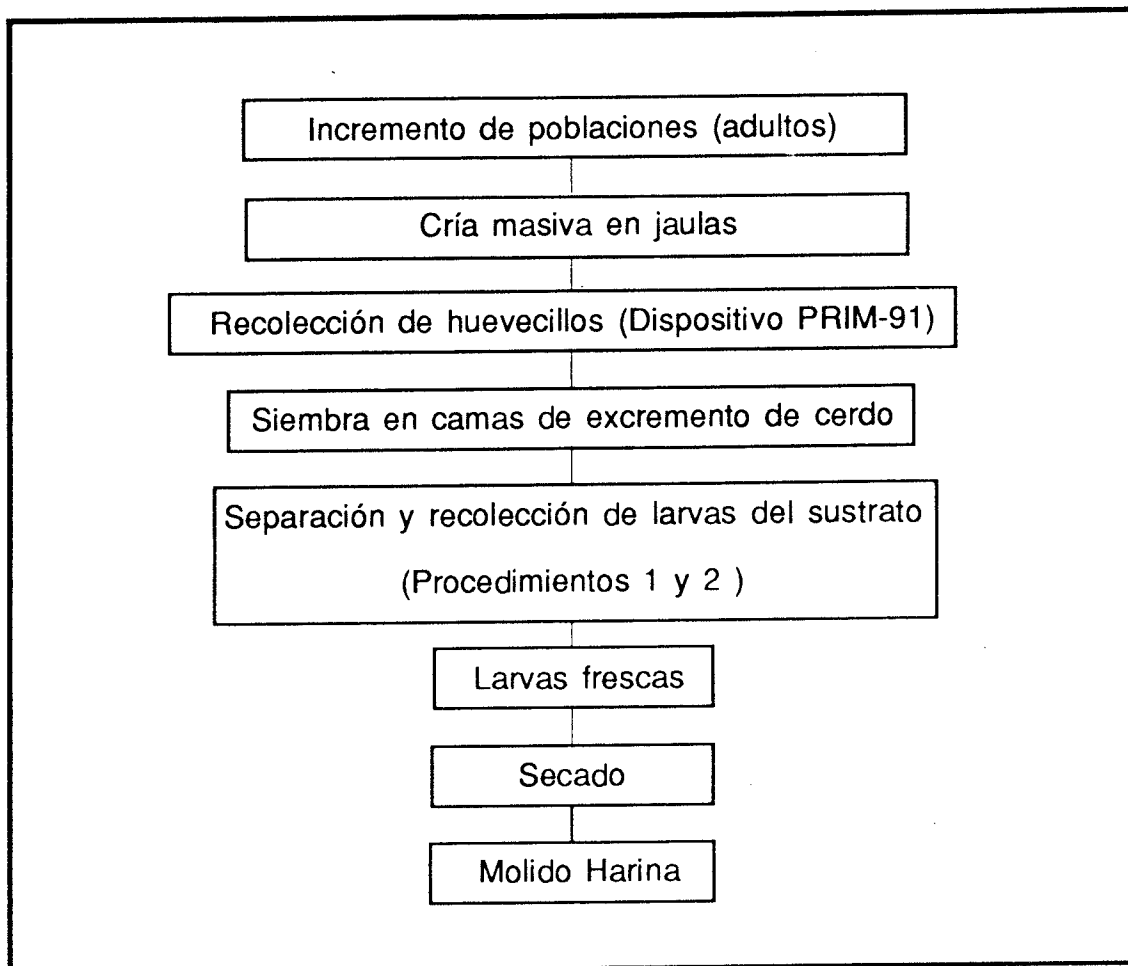 Incremento de poblaciones (adultos)
Cría masiva en jaulas
Recolección de huevecillos (Dispositivo PRIM-91)
Siembra en camas de excremento de cerdo
Separación y recolección de larvas del sustrato
(Procedimientos 1 y 2 )
Larvas frescas
Secado
Molido Harina